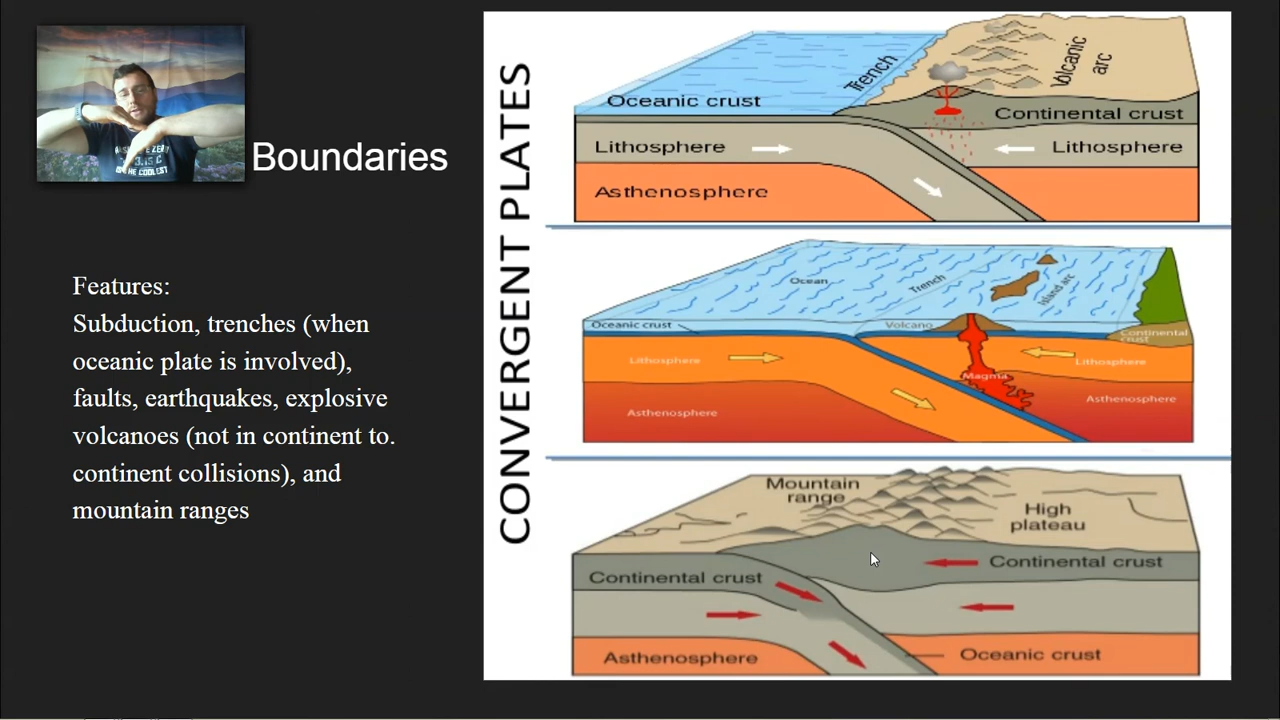 Boundaries
Features:
Subduction, trenches (when
oceanic plate is involved),
faults, earthquakes, explosive
volcanoes (not in continent to.
continent collisions), and
mountain ranges
CONVERGENT PLATES
Trench
Volcanic
arc
Oceanic crust
Continental crust
Lithosphere
Lithosphere
Asthenosphere
Ocean
Trench
Island arc
Oceanic crust
Volcano
Continental
crust
Lithosphere
Lithosphere
Magma
Asthenosphere
Asthenosphere
Mountain
range
High
plateau
Continental crust
Continental crust
Asthenosphere
Oceanic crust